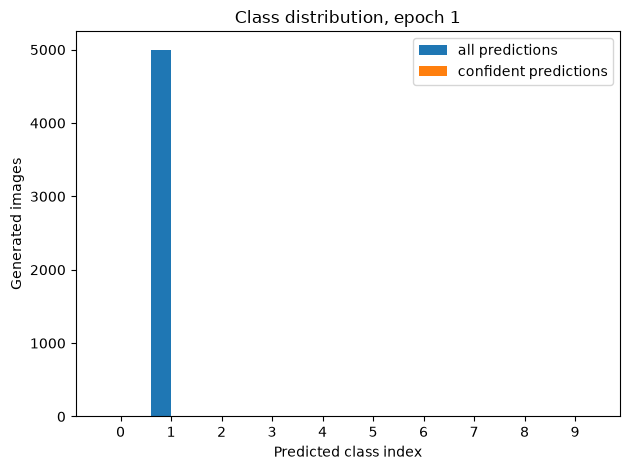 Class distribution, epoch 1
all predictions
confident predictions
Generated images
5000
4000
3000
2000
1000
0
0 1 2 3 4 5 6 7 8 9
Predicted class index